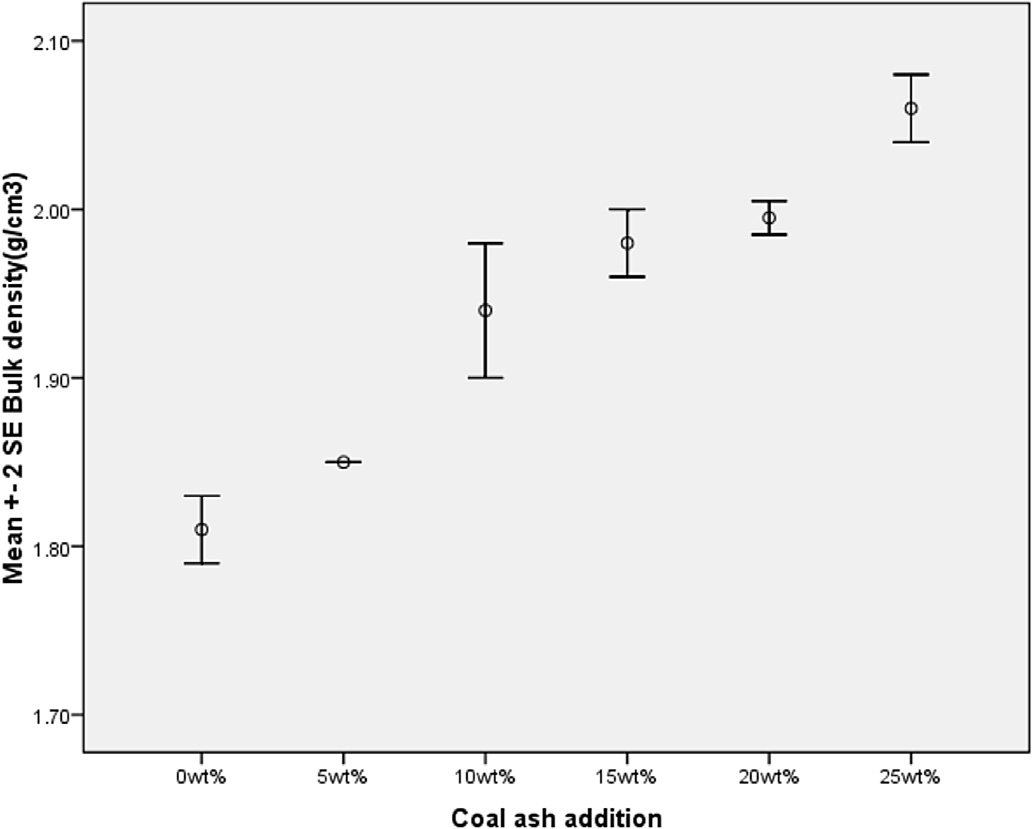 Mean +- 2 SE Bulk density(g/cm3)
2.10
2.00
1.90
1.80
1.70
0wt% 5wt% 10wt% 15wt% 20wt% 25wt%
Coal ash addition